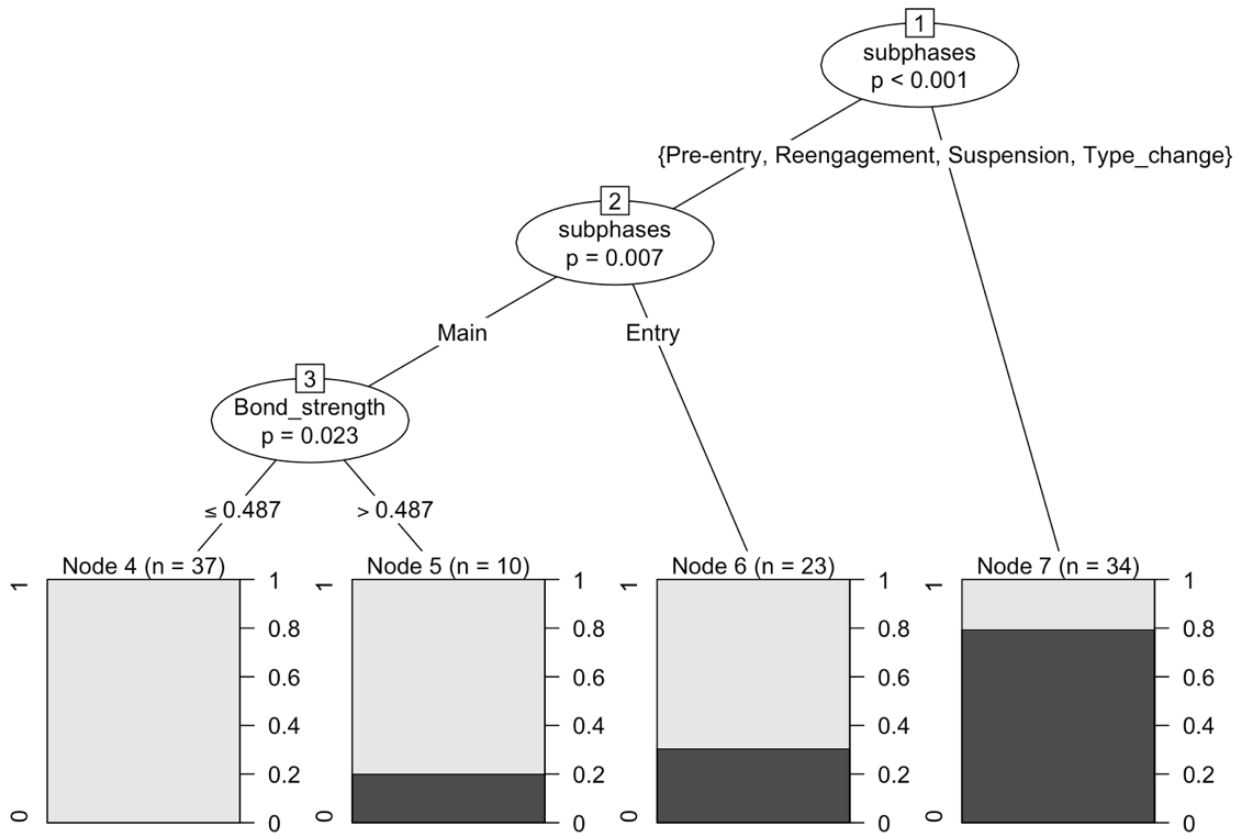 1
subphases
p < 0.001
{Pre-entry, Reengagement, Suspension, Type_change}
2
subphases
p = 0.007
Main
Entry
3
Bond_strength
p = 0.023
≤ 0.487
> 0.487
Node 4 (n = 37)
1
0
1
0.8
0.6
0.4
0.2
0
Node 5 (n = 10)
1
0
1
0.8
0.6
0.4
0.2
0
Node 6 (n = 23)
1
0
1
0.8
0.6
0.4
0.2
0
Node 7 (n = 34)
1
0
1
0.8
0.6
0.4
0.2
0